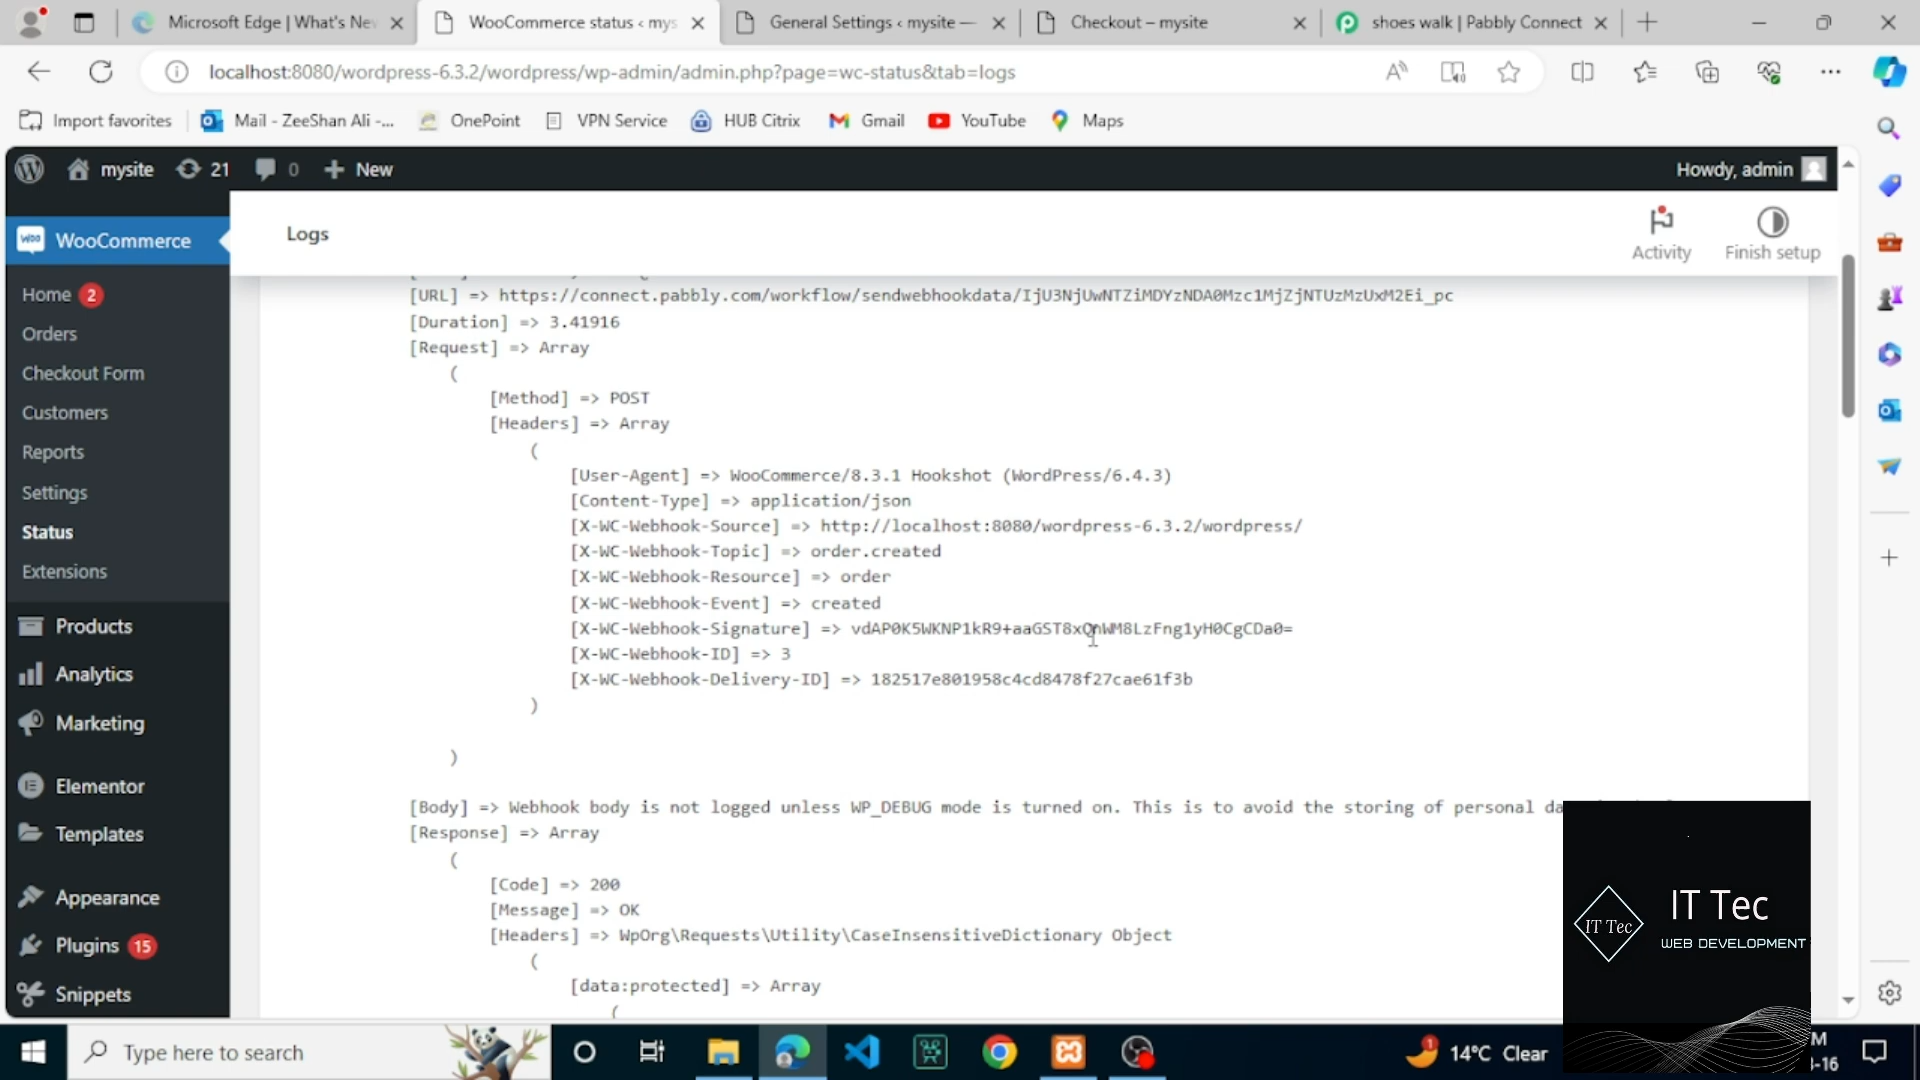 Microsoft Edge | What's Nev
WooCommerce status ‹ mys
General Settings ‹ mysite —
Checkout – mysite
shoes walk | Pabbly Connect
localhost:8080/wordpress-6.3.2/wordpress/wp-admin/admin.php?page=wc-status&tab=logs
Import favorites
Mail - ZeeShan Ali -...
OnePoint
VPN Service
HUB Citrix
Gmail
YouTube
Maps
mysite
21
0
New
Howdy, admin
WooCommerce
Logs
Activity
Finish setup
Home 2
Orders
Checkout Form
Customers
Reports
Settings
Status
Extensions
Products
Analytics
Marketing
Elementor
Templates
Appearance
Plugins 15
Snippets
[URL] => https://connect.pabbly.com/workflow/sendwebhookdata/IjU3NjUwNTZiMDYzNDA0Mzc1MjZjNTUzMzUxM2Ei_pc
[Duration] => 3.41916
[Request] => Array
(
[Method] => POST
[Headers] => Array
(
[User-Agent] => WooCommerce/8.3.1 Hookshot (WordPress/6.4.3)
[Content-Type] => application/json
[X-WC-Webhook-Source] => http://localhost:8080/wordpress-6.3.2/wordpress/
[X-WC-Webhook-Topic] => order.created
[X-WC-Webhook-Resource] => order
[X-WC-Webhook-Event] => created
[X-WC-Webhook-Signature] => vdAP0K5WKNP1kR9+aaGST8xQnWM8LzFng1yH0CgCDa0=
[X-WC-Webhook-ID] => 3
[X-WC-Webhook-Delivery-ID] => 182517e801958c4cd8478f27cae61f3b
)
)
[Body] => Webhook body is not logged unless WP_DEBUG mode is turned on. This is to avoid the storing of personal da
[Response] => Array
(
[Code] => 200
[Message] => OK
[Headers] => WpOrg\Requests\Utility\CaseInsensitiveDictionary Object
(
[data:protected] => Array
(
IT Tec
IT Tec
WEB DEVELOPMENT
Type here to search
1
14°C Clear
M
-16